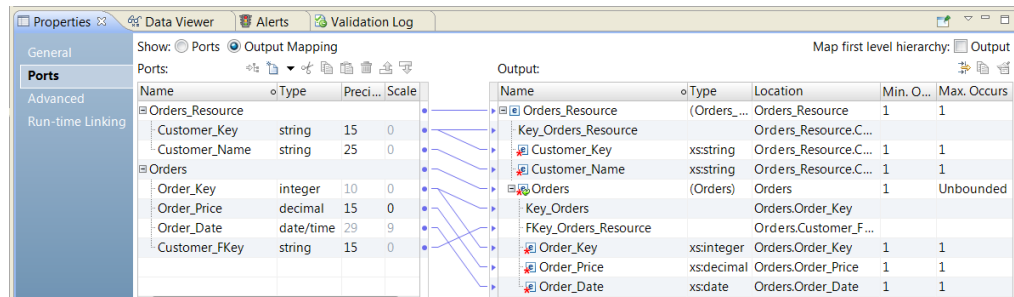 Properties Data Viewer Alerts Validation Log
General
Ports
Advanced
Run-time Linking
Show: Ports Output Mapping Map first level hierarchy: Output
Ports: Output:
Name Type Preci... Scale Name Type Location Min. O... Max. Occurs
Orders_Resource Orders_Resource (Orders_... Orders_Resource 1 1
Customer_Key string 15 0 Key_Orders_Resource Orders_Resource.C...
Customer_Name string 25 0 Customer_Key xs:string Orders_Resource.C... 1 1
Orders Customer_Name xs:string Orders_Resource.C... 1 1
Order_Key integer 10 0 Orders (Orders) Orders 1 Unbounded
Order_Price decimal 15 0 Key_Orders Orders.Order_Key
Order_Date date/time 29 9 FKey_Orders_Resource Orders.Customer_F...
Customer_FKey string 15 0 Order_Key xs:integer Orders.Order_Key 1 1
Order_Price xs:decimal Orders.Order_Price 1 1
Order_Date xs:date Orders.Order_Date 1 1